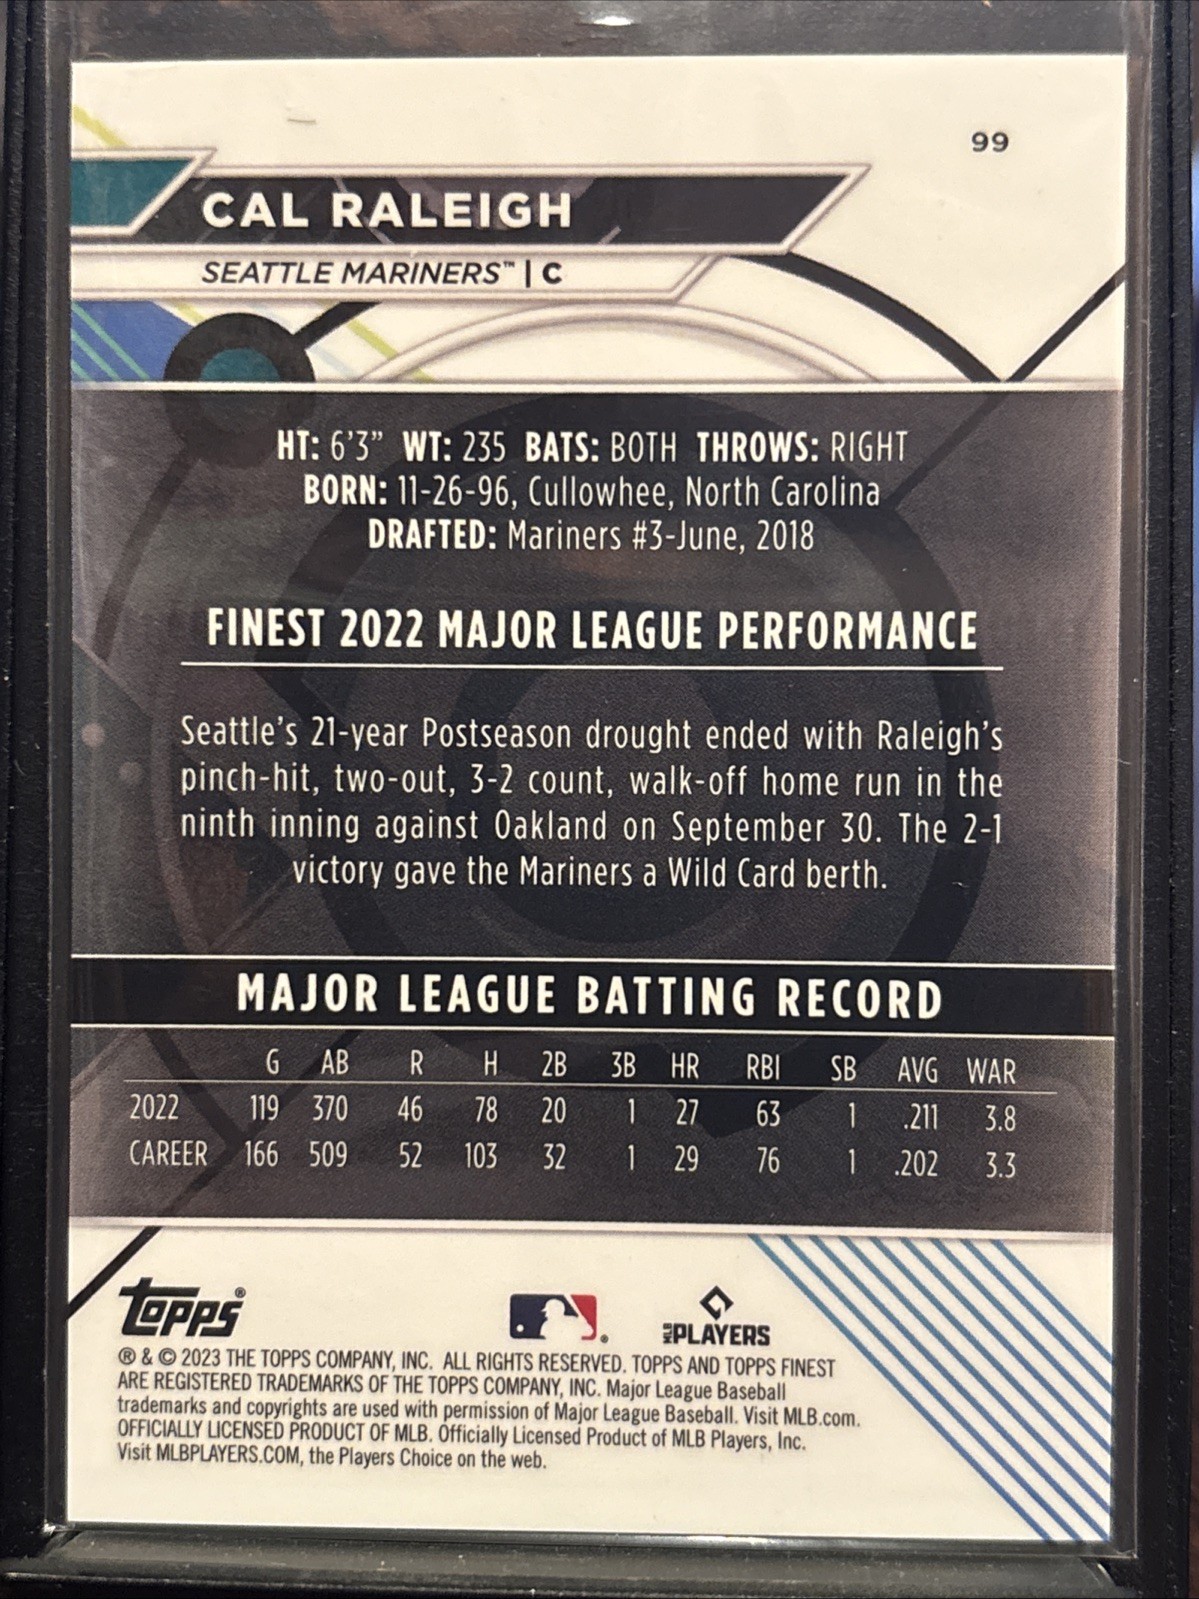 99
CAL RALEIGH
SEATTLE MARINERS™ | C
HT: 6'3" WT: 235 BATS: BOTH THROWS: RIGHT
BORN: 11-26-96, Cullowhee, North Carolina
DRAFTED: Mariners #3-June, 2018
FINEST 2022 MAJOR LEAGUE PERFORMANCE
Seattle's 21-year Postseason drought ended with Raleigh's
pinch-hit, two-out, 3-2 count, walk-off home run in the
ninth inning against Oakland on September 30. The 2-1
victory gave the Mariners a Wild Card berth.
MAJOR LEAGUE BATTING RECORD
G AB R H 2B 3B HR RBI SB AVG WAR
2022 119 370 46 78 20 1 27 63 1 .211 3.8
CAREER 166 509 52 103 32 1 29 76 1 .202 3.3
topps®
MLB PLAYERS
® & © 2023 THE TOPPS COMPANY, INC. ALL RIGHTS RESERVED. TOPPS AND TOPPS FINEST
ARE REGISTERED TRADEMARKS OF THE TOPPS COMPANY, INC. Major League Baseball
trademarks and copyrights are used with permission of Major League Baseball. Visit MLB.com.
OFFICIALLY LICENSED PRODUCT OF MLB. Officially Licensed Product of MLB Players, Inc.
Visit MLBPLAYERS.COM, the Players Choice on the web.